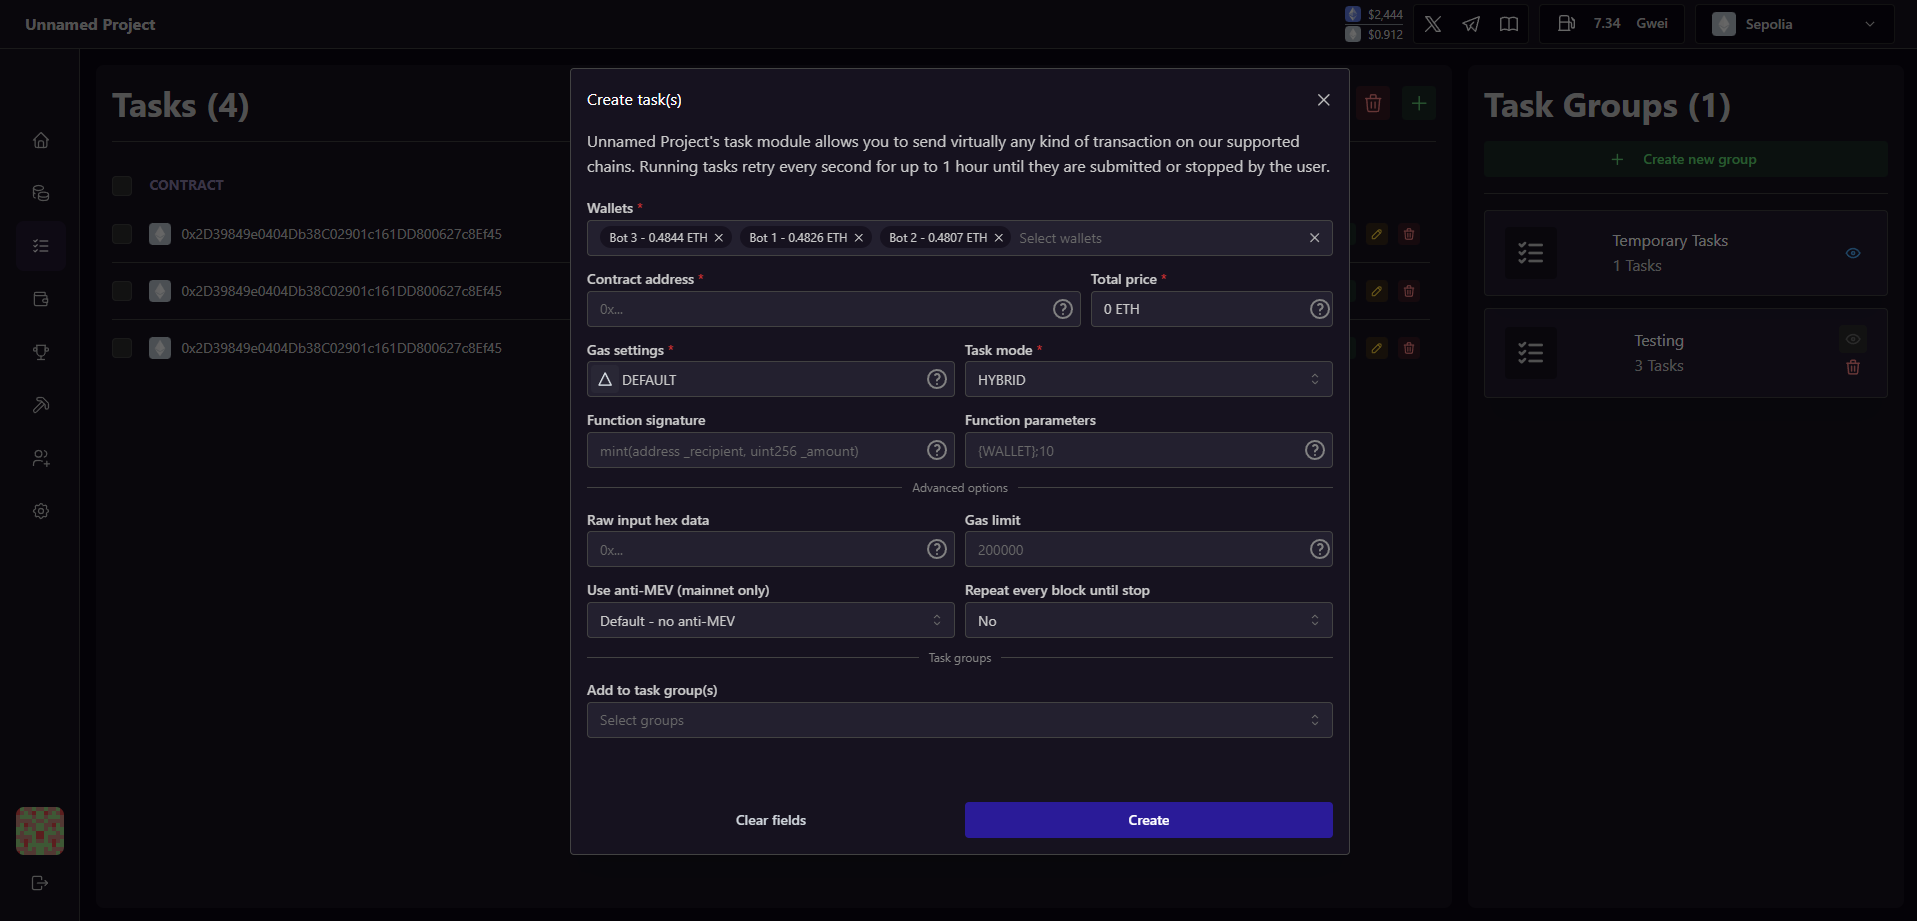 Unnamed Project
$2,444
$0.912
7.34 Gwei
Sepolia
Tasks (4)
CONTRACT
0x2D39849e0404Db38C02901c161DD800627c8Ef45
0x2D39849e0404Db38C02901c161DD800627c8Ef45
0x2D39849e0404Db38C02901c161DD800627c8Ef45
Create task(s)
Unnamed Project's task module allows you to send virtually any kind of transaction on our supported
chains. Running tasks retry every second for up to 1 hour until they are submitted or stopped by the user.
Wallets *
Bot 3 - 0.4844 ETH Bot 1 - 0.4826 ETH Bot 2 - 0.4807 ETH Select wallets
Contract address * Total price *
0x... 0 ETH
Gas settings * Task mode *
DEFAULT HYBRID
Function signature Function parameters
mint(address _recipient, uint256 _amount) {WALLET};10
Advanced options
Raw input hex data Gas limit
0x... 200000
Use anti-MEV (mainnet only) Repeat every block until stop
Default - no anti-MEV No
Task groups
Add to task group(s)
Select groups
Clear fields Create
Task Groups (1)
Create new group
Temporary Tasks
1 Tasks
Testing
3 Tasks